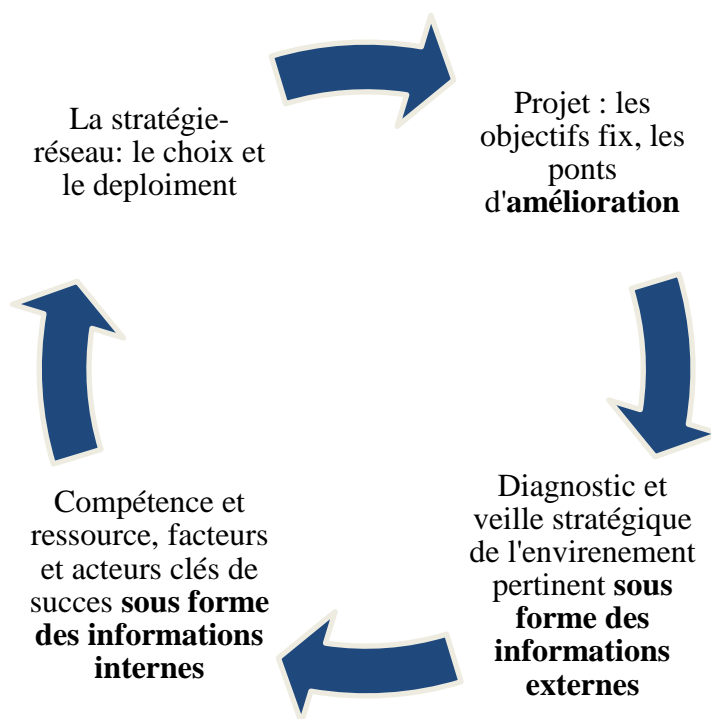 La stratégie-
réseau: le choix et
le deploiment
Projet : les
objectifs fix, les
ponts
d'amélioration
Diagnostic et
veille stratégique
de l'envirenement
pertinent sous
forme des
informations
externes
Compétence et
ressource, facteurs
et acteurs clés de
succes sous forme
des informations
internes